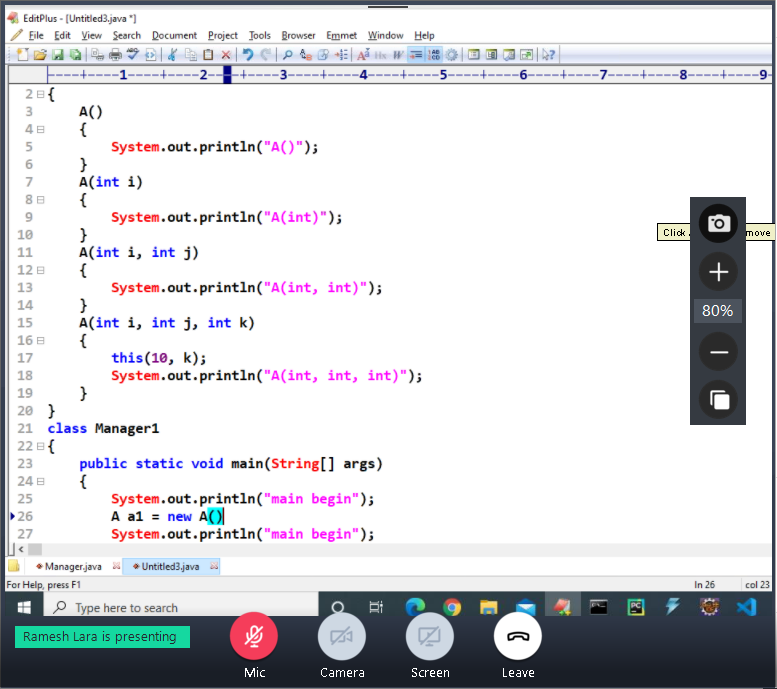 EditPlus - [Untitled3.java *]
File Edit View Search Document Project Tools Browser Emmet Window Help
----+----1----+----2----+----3----+----4----+----5----+----6----+----7----+----8----+----9-
2 {
3 A()
4 {
5 System.out.println("A()");
6 }
7 A(int i)
8 {
9 System.out.println("A(int)");
10 }
11 A(int i, int j)
12 {
13 System.out.println("A(int, int)");
14 }
15 A(int i, int j, int k)
16 {
17 this(10, k);
18 System.out.println("A(int, int, int)");
19 }
20 }
21 class Manager1
22 {
23 public static void main(String[] args)
24 {
25 System.out.println("main begin");
26 A a1 = new A()
27 System.out.println("main begin");
Click
move
80%
Manager.java Untitled3.java
For Help, press F1 ln 26 col 23
Type here to search
Ramesh Lara is presenting
Mic Camera Screen Leave